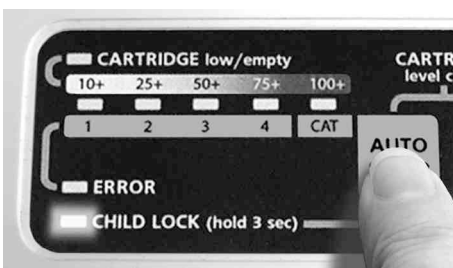 CARTRIDGE low/empty
10+ 25+ 50+ 75+ 100+
1 2 3 4 CAT
ERROR
CHILD LOCK (hold 3 sec)
CARTR
level c
AUTO